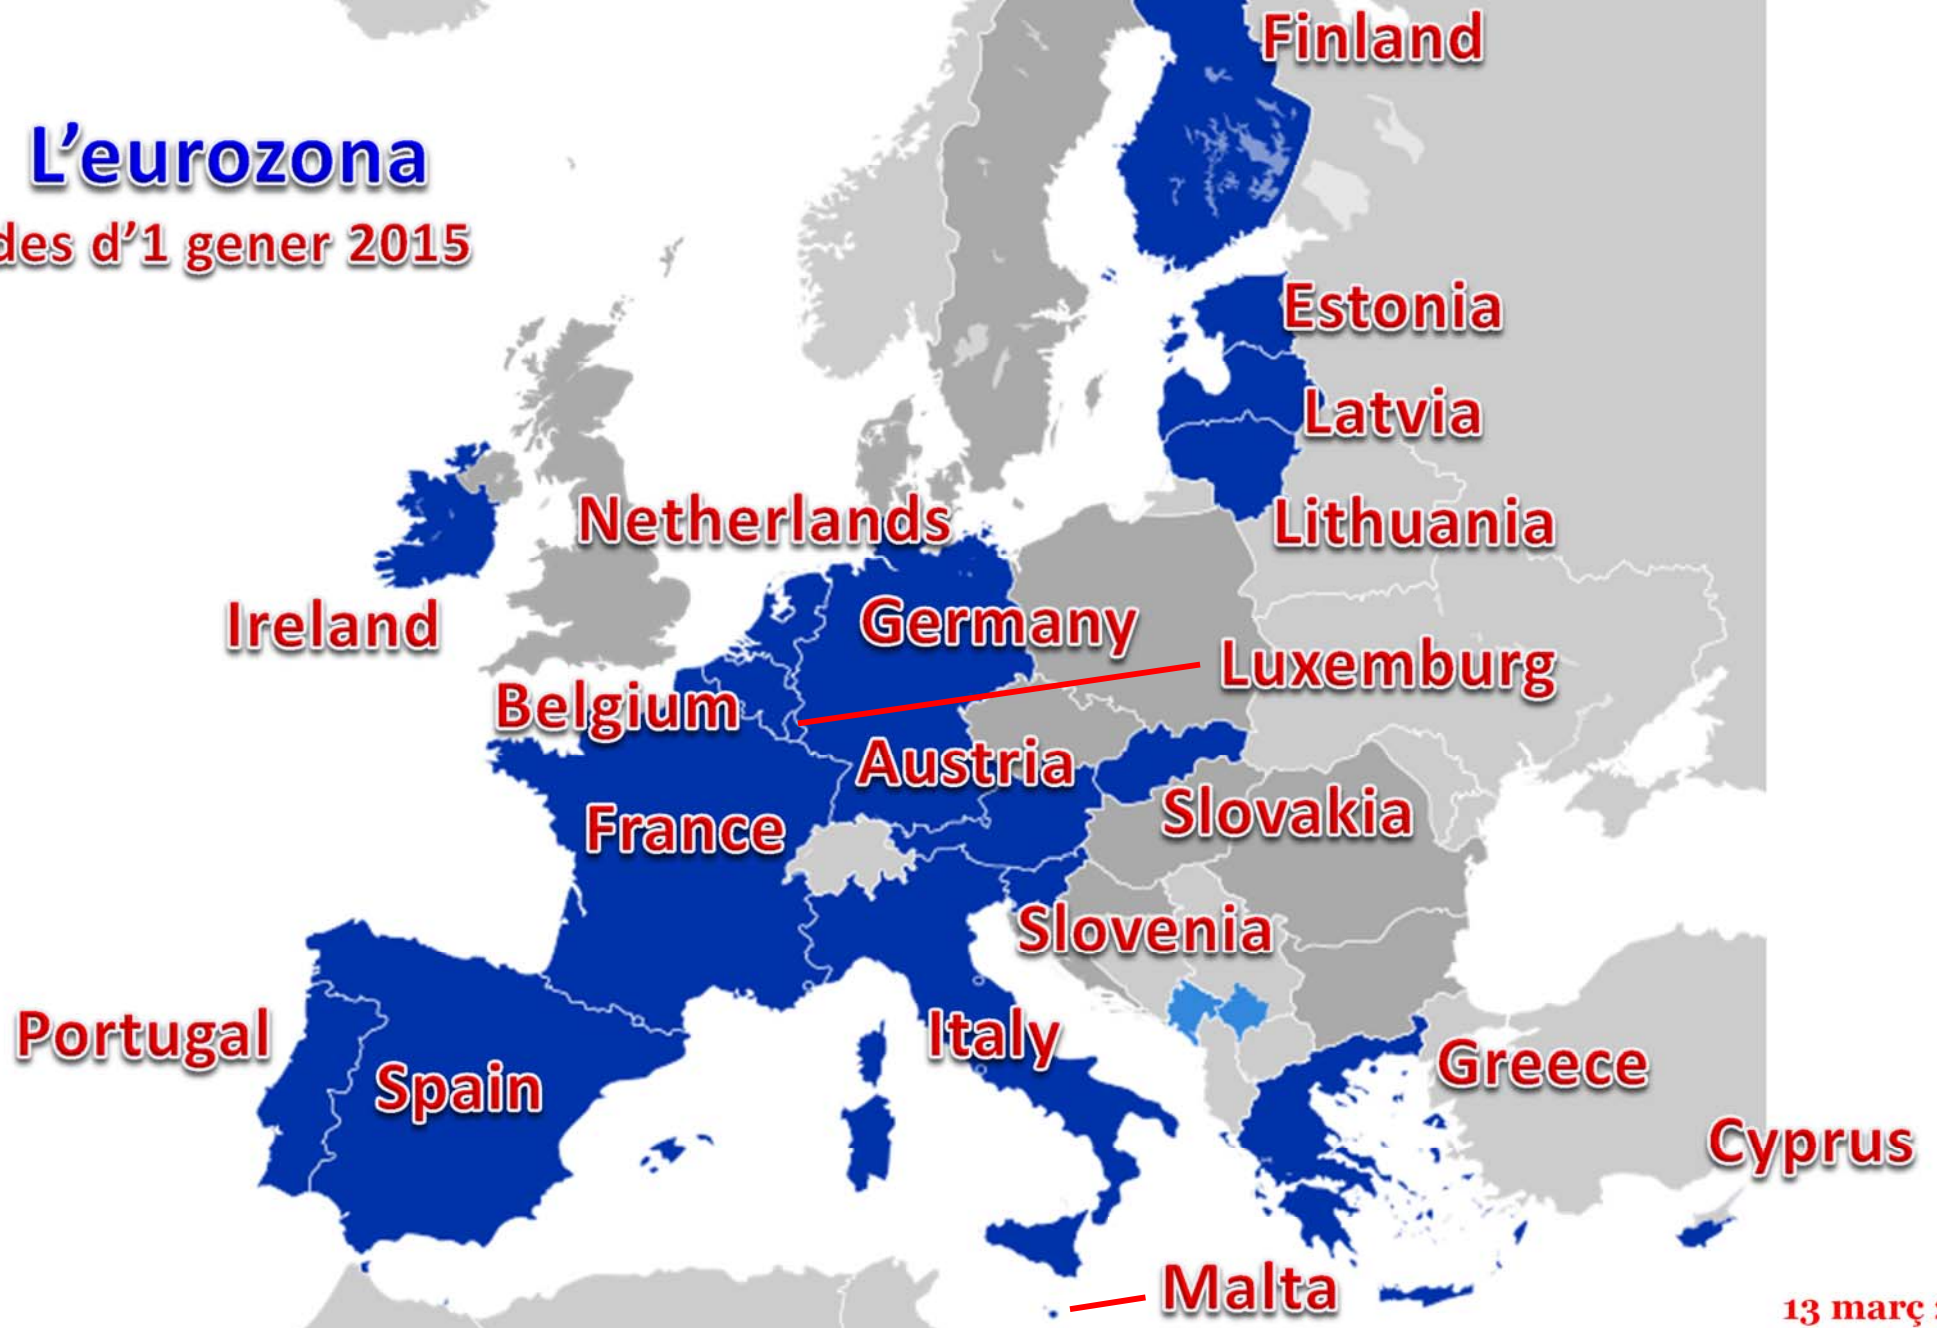 Finland
L’eurozona
des d’1 gener 2015
Estonia
Latvia
Netherlands
Lithuania
Ireland
Germany
Luxemburg
Belgium
Austria
France
Slovakia
Slovenia
Portugal
Italy
Spain
Greece
Cyprus
Malta
13 març